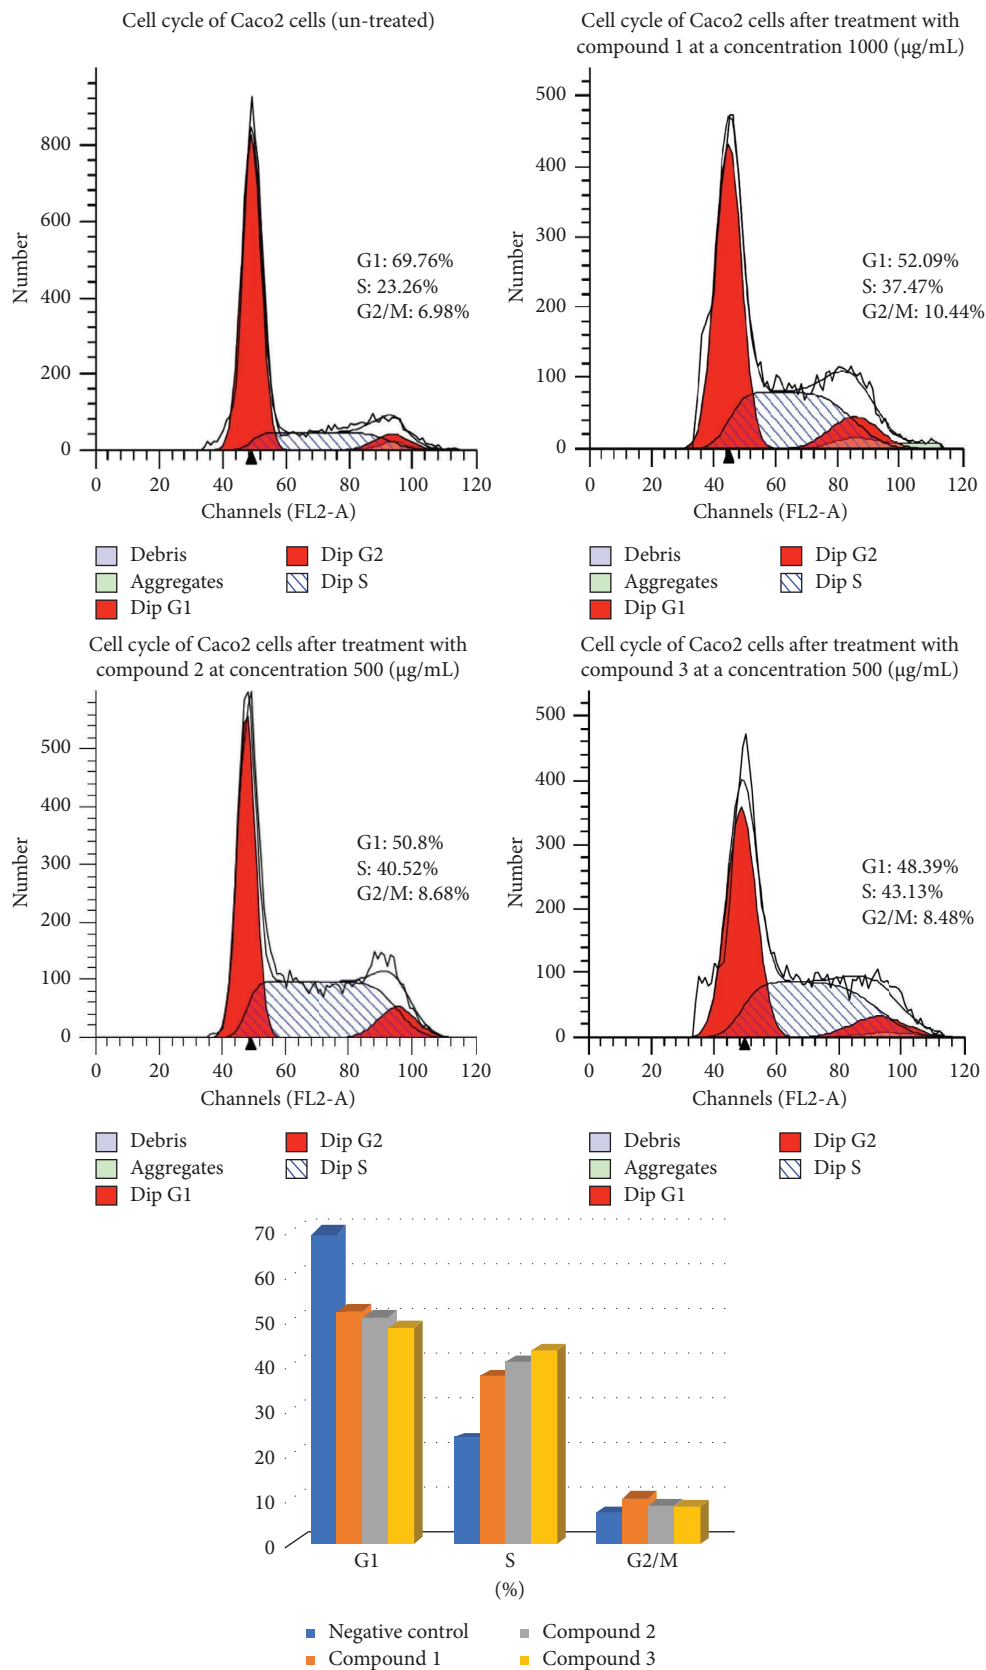 Cell cycle of Caco2 cells (un-treated)
Number
800
600
400
200
0
G1: 69.76%
S: 23.26%
G2/M: 6.98%
0 20 40 60 80 100 120
Channels (FL2-A)
Debris
Aggregates
Dip G1
Dip G2
Dip S
Cell cycle of Caco2 cells after treatment with
compound 1 at a concentration 1000 (µg/mL)
Number
500
400
300
200
100
0
G1: 52.09%
S: 37.47%
G2/M: 10.44%
0 20 40 60 80 100 120
Channels (FL2-A)
Debris
Aggregates
Dip G1
Dip G2
Dip S
Cell cycle of Caco2 cells after treatment with
compound 2 at concentration 500 (µg/mL)
Number
500
400
300
200
100
0
G1: 50.8%
S: 40.52%
G2/M: 8.68%
0 20 40 60 80 100 120
Channels (FL2-A)
Debris
Aggregates
Dip G1
Dip G2
Dip S
Cell cycle of Caco2 cells after treatment with
compound 3 at a concentration 500 (µg/mL)
Number
500
400
300
200
100
0
G1: 48.39%
S: 43.13%
G2/M: 8.48%
0 20 40 60 80 100 120
Channels (FL2-A)
Debris
Aggregates
Dip G1
Dip G2
Dip S
70
60
50
40
30
20
10
0
G1 S G2/M
(%)
Negative control
Compound 1
Compound 2
Compound 3